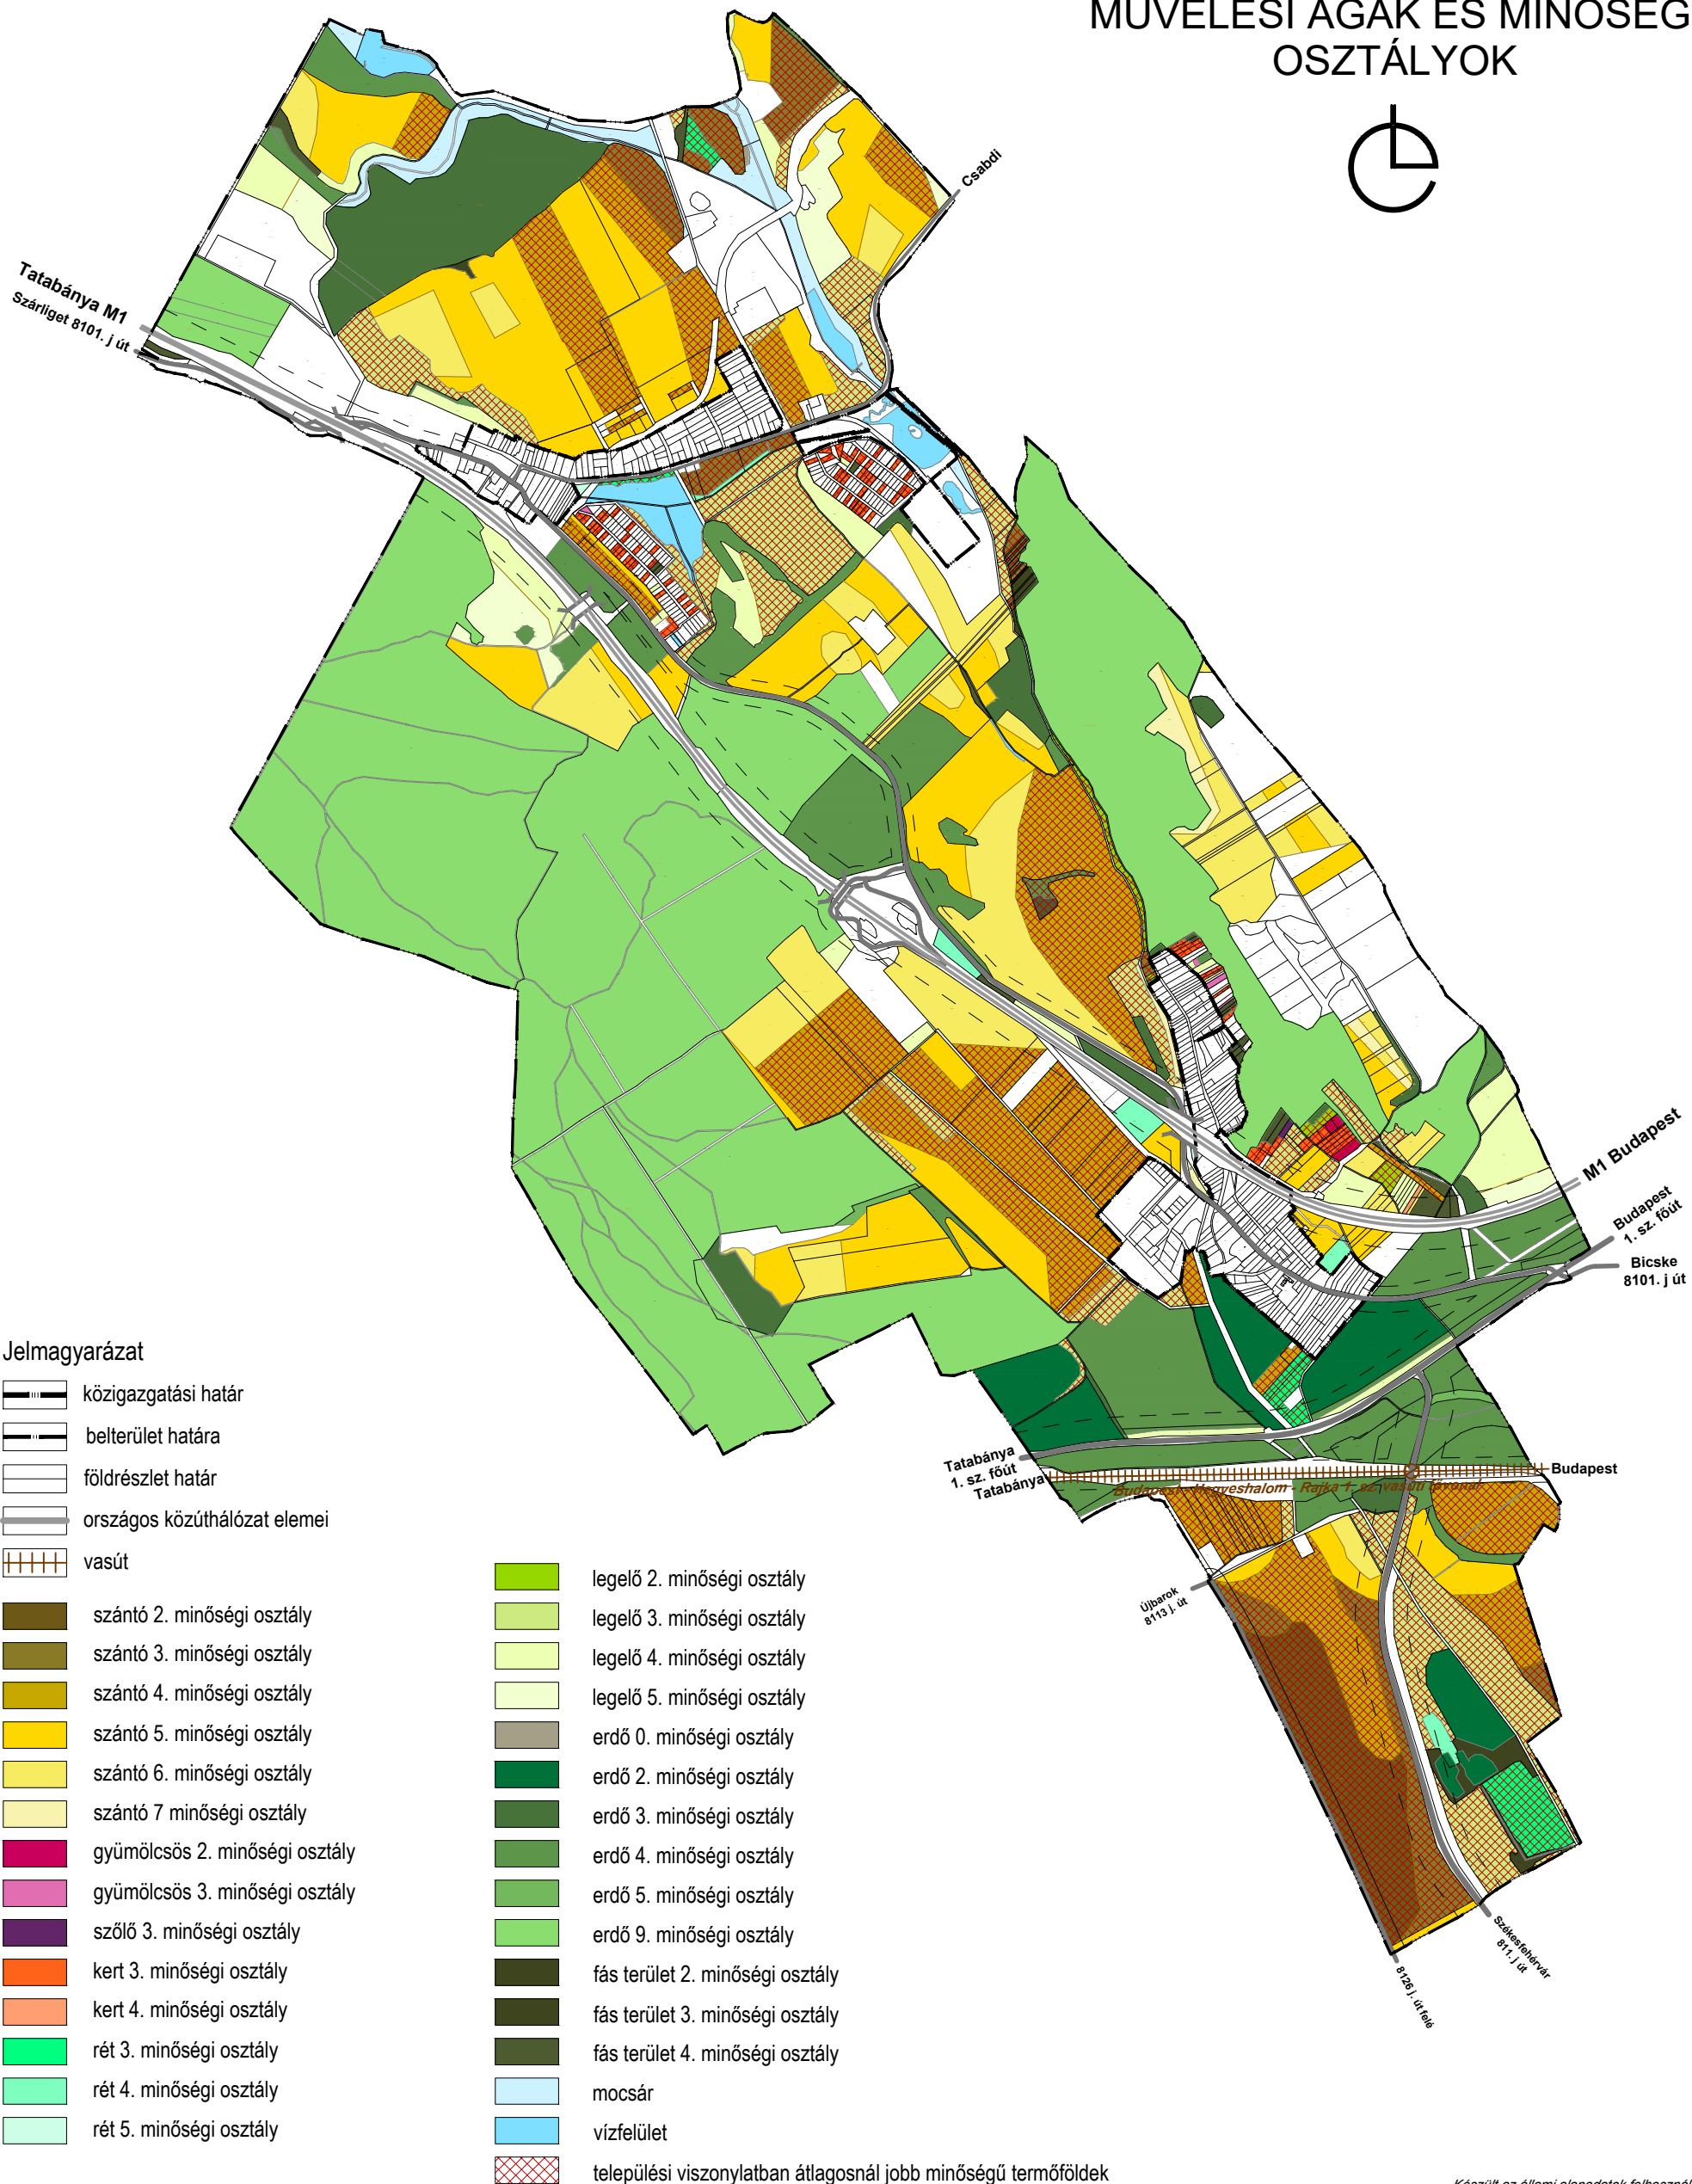 MŰVELÉSI ÁGAK ÉS MINŐSÉG
OSZTÁLYOK
Csabdi
Tatabánya M1
Szárliget 8101. j út
M1 Budapest
Budapest
1. sz. főút
Bicske
8101. j út
Tatabánya
1. sz. főút
Tatabánya
Budapest
Budapest - Hegyeshalom - Rajka 1. sz. vasúti fővonal
Újbarok
8113 j. út
Székesfehérvár
811. j út
8126 j. út felé
Jelmagyarázat
közigazgatási határ
belterület határa
földrészlet határ
országos közúthálózat elemei
vasút
szántó 2. minőségi osztály
szántó 3. minőségi osztály
szántó 4. minőségi osztály
szántó 5. minőségi osztály
szántó 6. minőségi osztály
szántó 7 minőségi osztály
gyümölcsös 2. minőségi osztály
gyümölcsös 3. minőségi osztály
szőlő 3. minőségi osztály
kert 3. minőségi osztály
kert 4. minőségi osztály
rét 3. minőségi osztály
rét 4. minőségi osztály
rét 5. minőségi osztály
legelő 2. minőségi osztály
legelő 3. minőségi osztály
legelő 4. minőségi osztály
legelő 5. minőségi osztály
erdő 0. minőségi osztály
erdő 2. minőségi osztály
erdő 3. minőségi osztály
erdő 4. minőségi osztály
erdő 5. minőségi osztály
erdő 9. minőségi osztály
fás terület 2. minőségi osztály
fás terület 3. minőségi osztály
fás terület 4. minőségi osztály
mocsár
vízfelület
települési viszonylatban átlagosnál jobb minőségű termőföldek